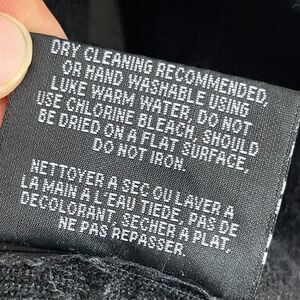 DRY CLEANING RECOMMENDED,
OR HAND WASHABLE USING
LUKE WARM WATER, DO NOT
USE CHLORINE BLEACH, SHOULD
BE DRIED ON A FLAT SURFACE,
DO NOT IRON.
NETTOYER A SEC OU LAVER A
LA MAIN À L'EAU TIEDE, PAS DE
DECOLORANT, SECHER A PLAT,
NE PAS REPASSER.